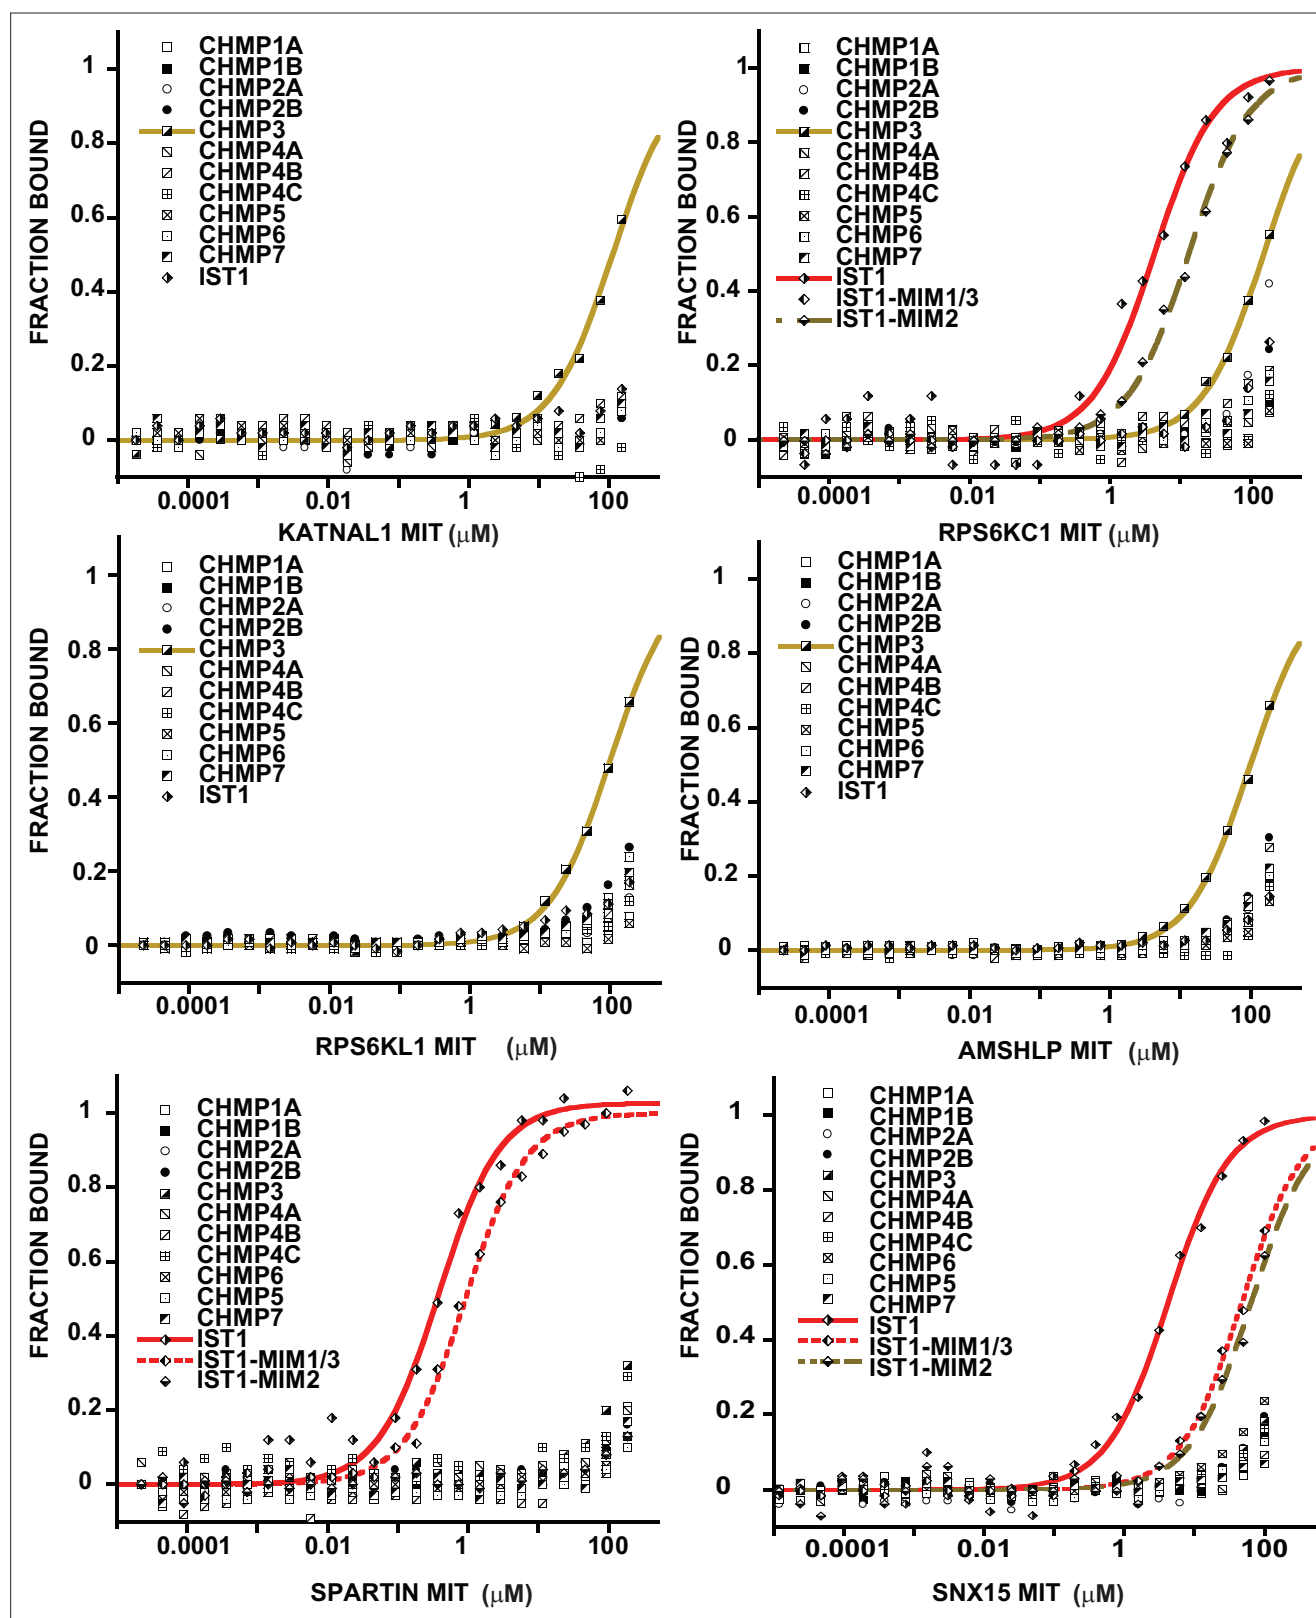 FRACTION BOUND
1
0.8
0.6
0.4
0.2
0
CHMP1A
CHMP1B
CHMP2A
CHMP2B
CHMP3
CHMP4A
CHMP4B
CHMP4C
CHMP5
CHMP6
CHMP7
IST1
0.0001
0.01
1
100
KATNAL1 MIT (μM)
FRACTION BOUND
1
0.8
0.6
0.4
0.2
0
CHMP1A
CHMP1B
CHMP2A
CHMP2B
CHMP3
CHMP4A
CHMP4B
CHMP4C
CHMP5
CHMP6
CHMP7
IST1
IST1-MIM1/3
IST1-MIM2
0.0001
0.01
1
100
RPS6KC1 MIT (μM)
FRACTION BOUND
1
0.8
0.6
0.4
0.2
0
CHMP1A
CHMP1B
CHMP2A
CHMP2B
CHMP3
CHMP4A
CHMP4B
CHMP4C
CHMP5
CHMP6
CHMP7
IST1
0.0001
0.01
1
100
RPS6KL1 MIT (μM)
FRACTION BOUND
1
0.8
0.6
0.4
0.2
0
CHMP1A
CHMP1B
CHMP2A
CHMP2B
CHMP3
CHMP4A
CHMP4B
CHMP4C
CHMP5
CHMP6
CHMP7
IST1
0.0001
0.01
1
100
AMSHLP MIT (μM)
FRACTION BOUND
1
0.8
0.6
0.4
0.2
0
CHMP1A
CHMP1B
CHMP2A
CHMP2B
CHMP3
CHMP4A
CHMP4B
CHMP4C
CHMP6
CHMP5
CHMP7
IST1
IST1-MIM1/3
IST1-MIM2
0.0001
0.01
1
100
SPARTIN MIT (μM)
FRACTION BOUND
1
0.8
0.6
0.4
0.2
0
CHMP1A
CHMP1B
CHMP2A
CHMP2B
CHMP3
CHMP4A
CHMP4B
CHMP4C
CHMP6
CHMP5
CHMP7
IST1
IST1-MIM1/3
IST1-MIM2
0.0001
0.01
1
100
SNX15 MIT (μM)